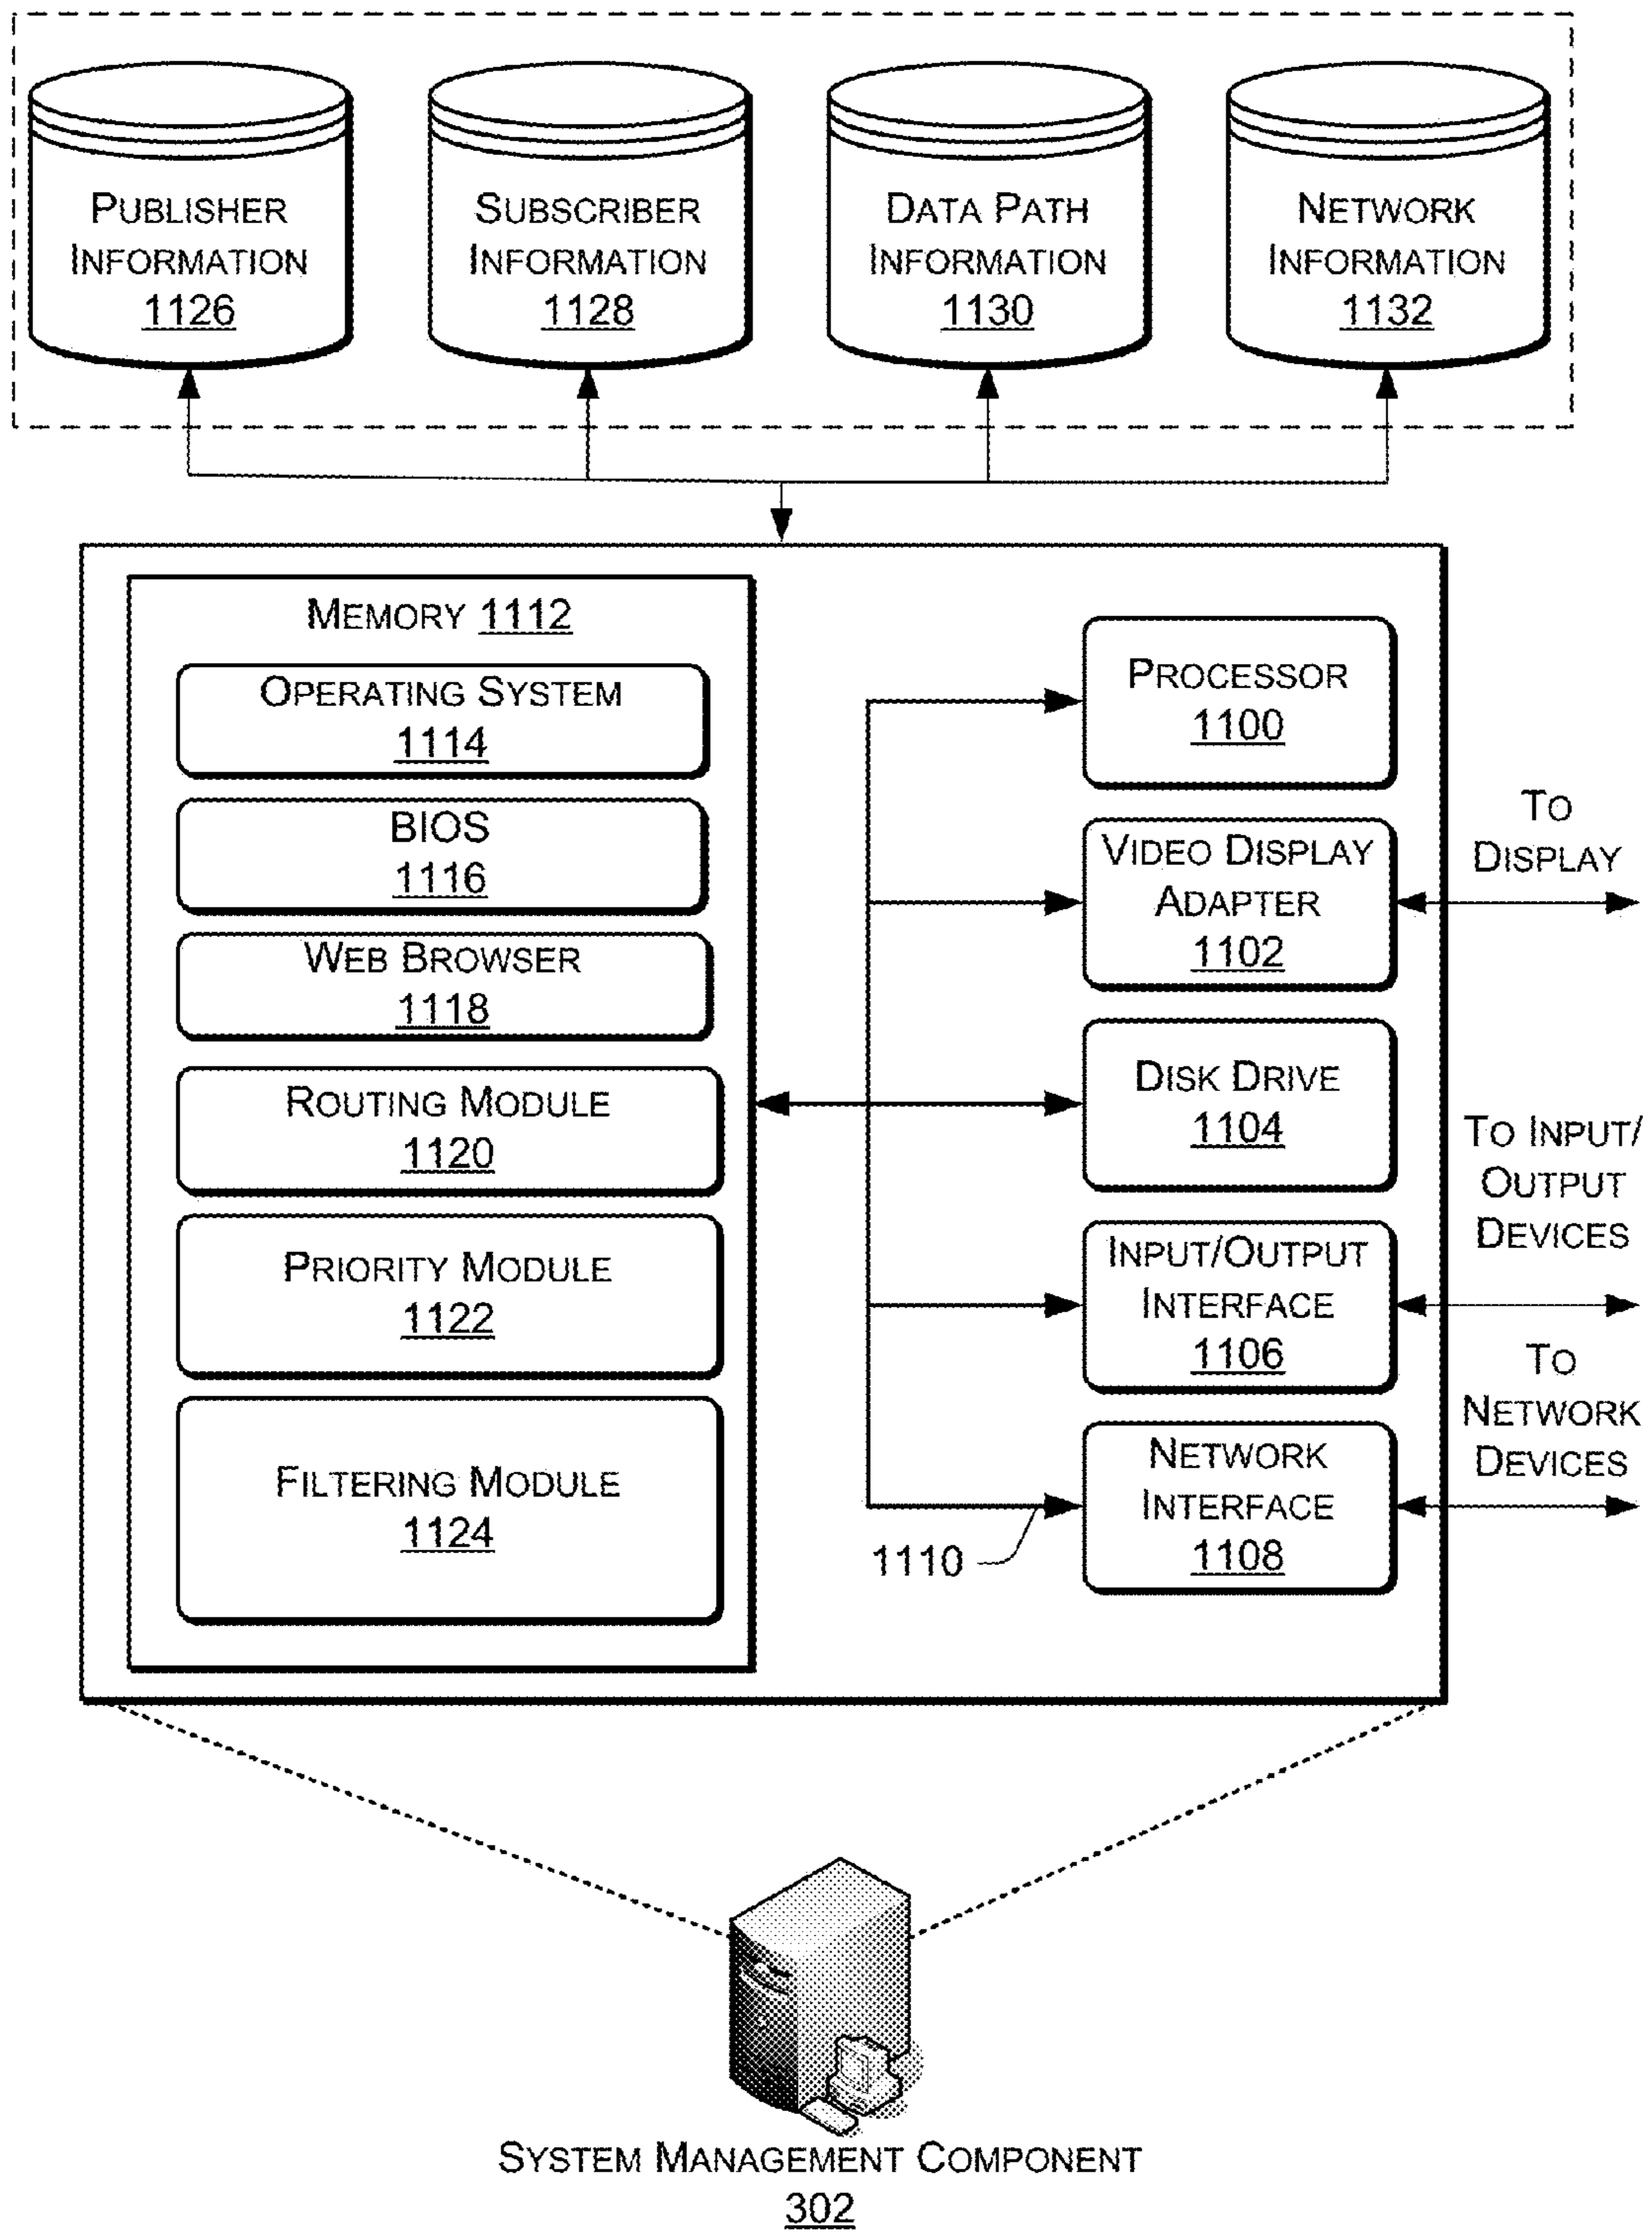 PUBLISHER
INFORMATION
1126
SUBSCRIBER
INFORMATION
1128
DATA PATH
INFORMATION
1130
NETWORK
INFORMATION
1132
MEMORY 1112
OPERATING SYSTEM
1114
BIOS
1116
WEB BROWSER
1118
ROUTING MODULE
1120
PRIORITY MODULE
1122
FILTERING MODULE
1124
PROCESSOR
1100
VIDEO DISPLAY
ADAPTER
1102
DISK DRIVE
1104
INPUT/OUTPUT
INTERFACE
1106
NETWORK
INTERFACE
1108
1110
TO
DISPLAY
TO INPUT/
OUTPUT
DEVICES
TO
NETWORK
DEVICES
SYSTEM MANAGEMENT COMPONENT
302